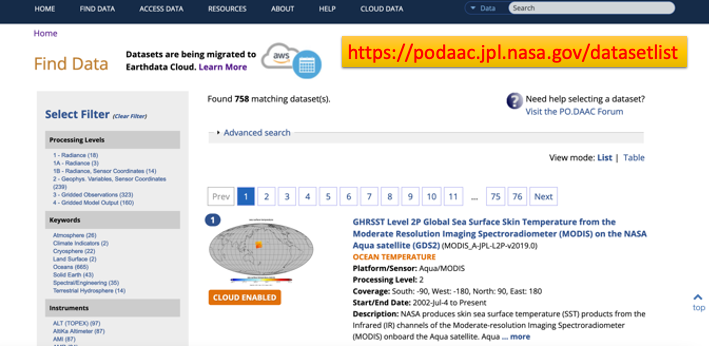 HOME FIND DATA ACCESS DATA RESOURCES ABOUT HELP CLOUD DATA Data Search
Home
Find Data
Datasets are being migrated to
Earthdata Cloud. Learn More
aws
https://podaac.jpl.nasa.gov/datasetlist
Select Filter (Clear Filter)
Processing Levels
1 - Radiance (18)
1A - Radiance (3)
1B - Radiance, Sensor Coordinates (14)
2 - Geophys. Variables, Sensor Coordinates
(239)
3 - Gridded Observations (323)
4 - Gridded Model Output (160)
Keywords
Atmosphere (26)
Climate Indicators (2)
Cryosphere (22)
Land Surface (2)
Oceans (665)
Solid Earth (43)
Spectral/Engineering (35)
Terrestrial Hydrosphere (14)
Instruments
ALT (TOPEX) (97)
AltiKa Altimeter (87)
AMI (87)
Found 758 matching dataset(s).
Need help selecting a dataset?
Visit the PO.DAAC Forum
Advanced search
View mode: List | Table
Prev 1 2 3 4 5 6 7 8 9 10 11 ... 75 76 Next
1
CLOUD ENABLED
GHRSST Level 2P Global Sea Surface Skin Temperature from the
Moderate Resolution Imaging Spectroradiometer (MODIS) on the NASA
Aqua satellite (GDS2) (MODIS_A-JPL-L2P-v2019.0)
OCEAN TEMPERATURE
Platform/Sensor: Aqua/MODIS
Processing Level: 2
Coverage: South: -90, West: -180, North: 90, East: 180
Start/End Date: 2002-Jul-4 to Present
Description: NASA produces skin sea surface temperature (SST) products from the
Infrared (IR) channels of the Moderate-resolution Imaging Spectroradiometer
(MODIS) onboard the Aqua satellite. Aqua ... more
top